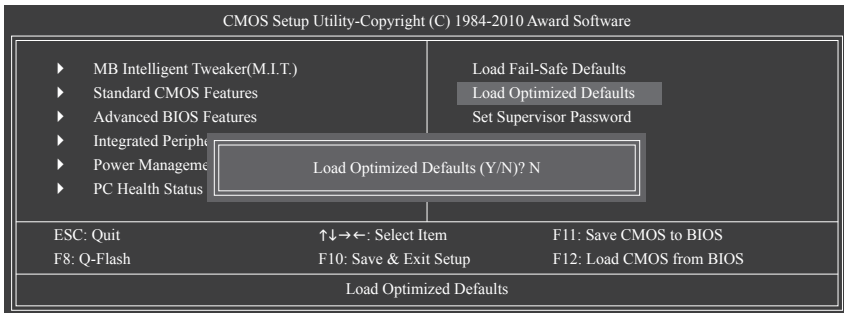 CMOS Setup Utility-Copyright (C) 1984-2010 Award Software
MB Intelligent Tweaker(M.I.T.)
Standard CMOS Features
Advanced BIOS Features
Integrated Periphe
Power Manageme
PC Health Status
Load Fail-Safe Defaults
Load Optimized Defaults
Set Supervisor Password
Load Optimized Defaults (Y/N)? N
ESC: Quit ↑↓→←: Select Item F11: Save CMOS to BIOS
F8: Q-Flash F10: Save & Exit Setup F12: Load CMOS from BIOS
Load Optimized Defaults